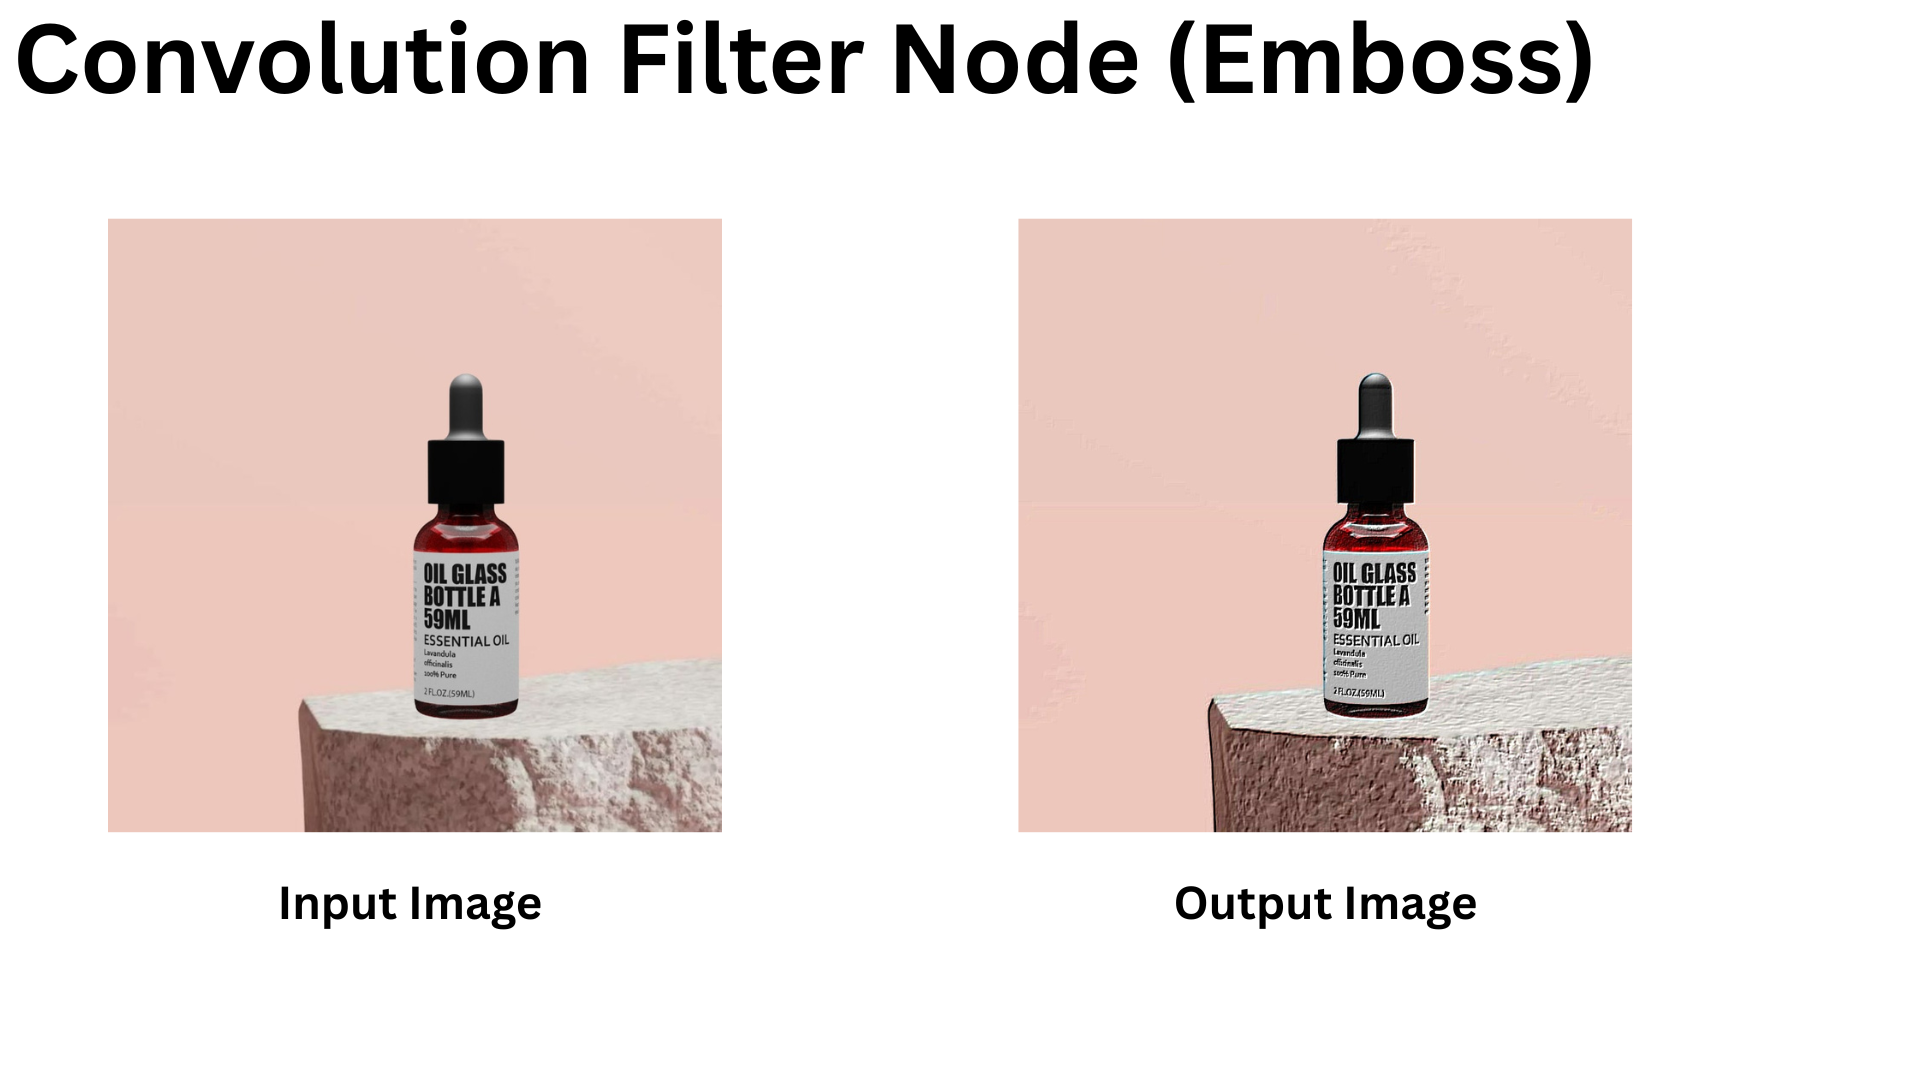 Convolution Filter Node (Emboss)
OIL GLASS
BOTTLE A
59ML
ESSENTIAL OIL
Lavandula
officinalis
100% Pure
2 FL.OZ.(59ML)
OIL GLASS
BOTTLE A
59ML
ESSENTIAL OIL
Lavandula
officinalis
100% Pure
2 FL.OZ.(59ML)
Input Image
Output Image